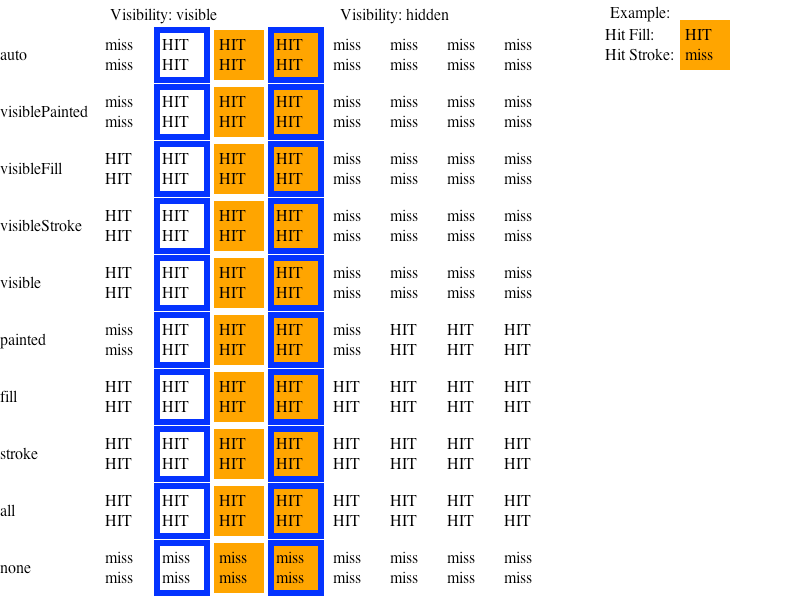 Visibility: visible Visibility: hidden Example:
Hit Fill: HIT
Hit Stroke: miss
auto
miss HIT HIT HIT miss miss miss miss
miss HIT HIT HIT miss miss miss miss
visiblePainted
miss HIT HIT HIT miss miss miss miss
miss HIT HIT HIT miss miss miss miss
visibleFill
HIT HIT HIT HIT miss miss miss miss
HIT HIT HIT HIT miss miss miss miss
visibleStroke
HIT HIT HIT HIT miss miss miss miss
HIT HIT HIT HIT miss miss miss miss
visible
HIT HIT HIT HIT miss miss miss miss
HIT HIT HIT HIT miss miss miss miss
painted
miss HIT HIT HIT miss HIT HIT HIT
miss HIT HIT HIT miss HIT HIT HIT
fill
HIT HIT HIT HIT HIT HIT HIT HIT
HIT HIT HIT HIT HIT HIT HIT HIT
stroke
HIT HIT HIT HIT HIT HIT HIT HIT
HIT HIT HIT HIT HIT HIT HIT HIT
all
HIT HIT HIT HIT HIT HIT HIT HIT
HIT HIT HIT HIT HIT HIT HIT HIT
none
miss miss miss miss miss miss miss miss
miss miss miss miss miss miss miss miss